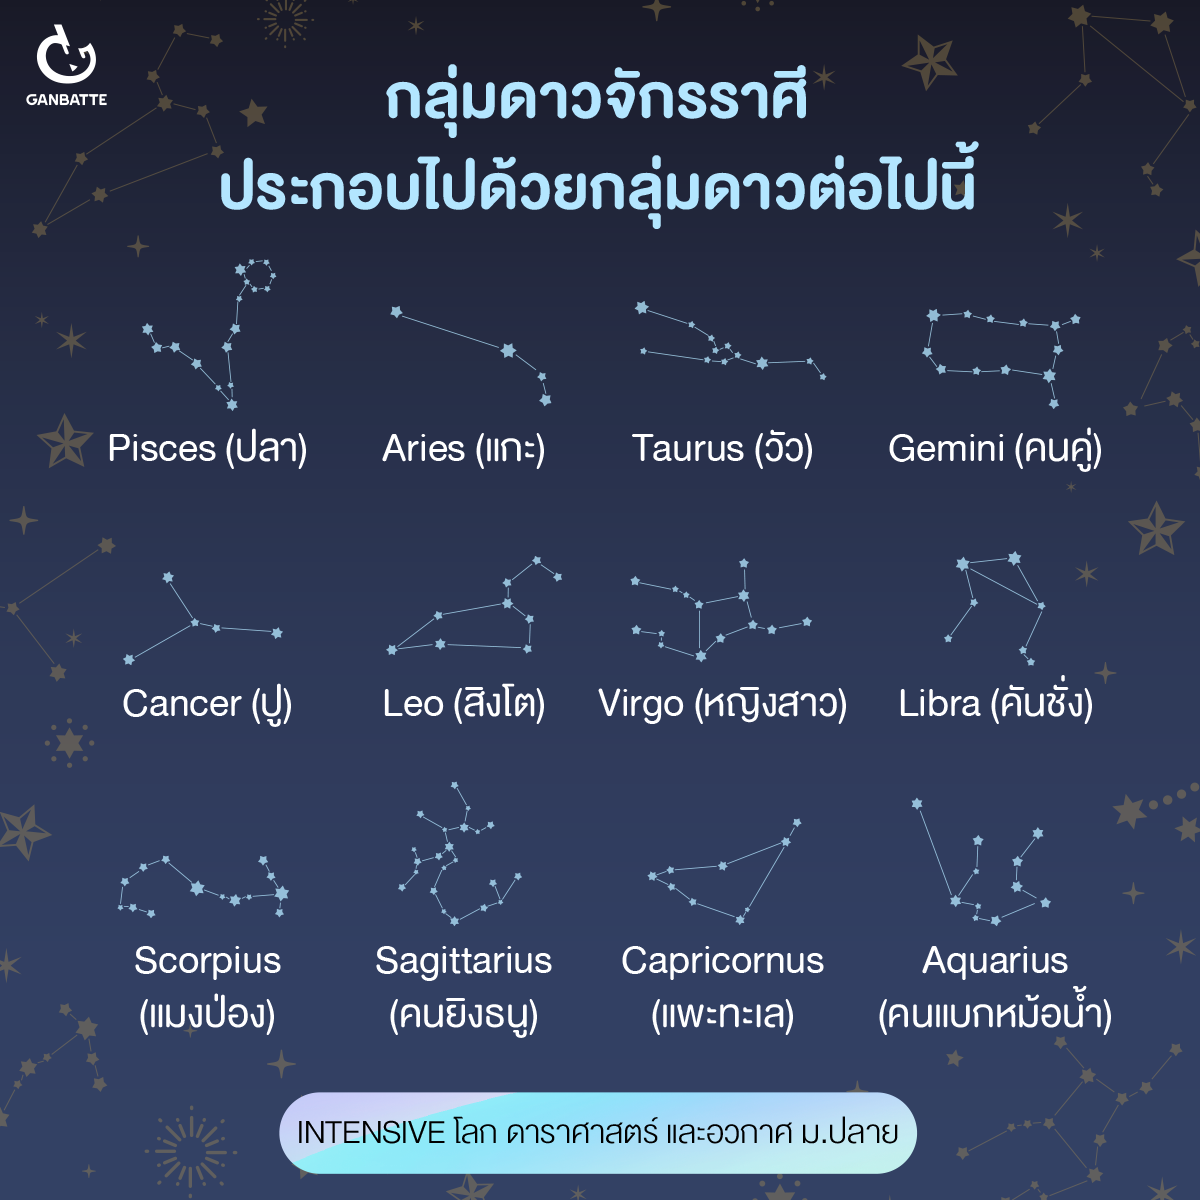 GANBATTE
กลุ่มดาวจักรราศี
ประกอบไปด้วยกลุ่มดาวต่อไปนี้
Pisces (ปลา)
Aries (แกะ)
Taurus (วัว)
Gemini (คนคู่)
Cancer (ปู)
Leo (สิงโต)
Virgo (หญิงสาว)
Libra (คันชั่ง)
Scorpius
(แมงป่อง)
Sagittarius
(คนยิงธนู)
Capricornus
(แพะทะเล)
Aquarius
(คนแบกหม้อน้ำ)
INTENSIVE โลก ดาราศาสตร์ และอวกาศ ม.ปลาย